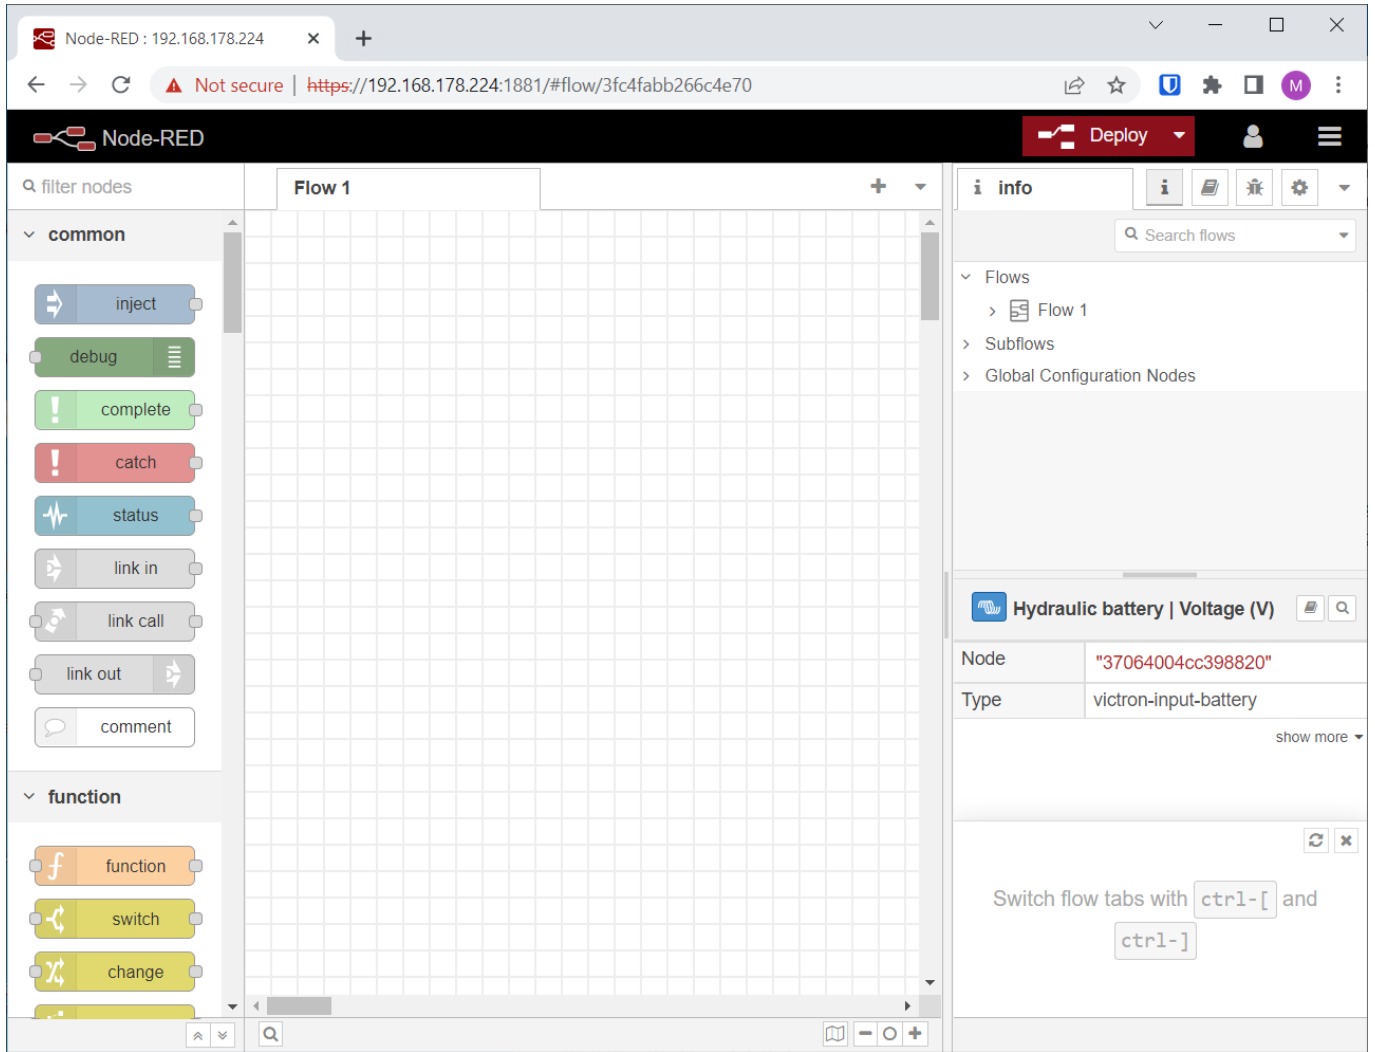 Node-RED : 192.168.178.224
Not secure | https://192.168.178.224:1881/#flow/3fc4fabb266c4e70
M
Node-RED
Deploy
filter nodes
Flow 1
info
common
Search flows
inject
debug
complete
catch
status
link in
link call
link out
comment
function
function
switch
change
Flows
Flow 1
Subflows
Global Configuration Nodes
Hydraulic battery | Voltage (V)
Node "37064004cc398820"
Type victron-input-battery
show more
Switch flow tabs with ctrl-[ and
ctrl-]